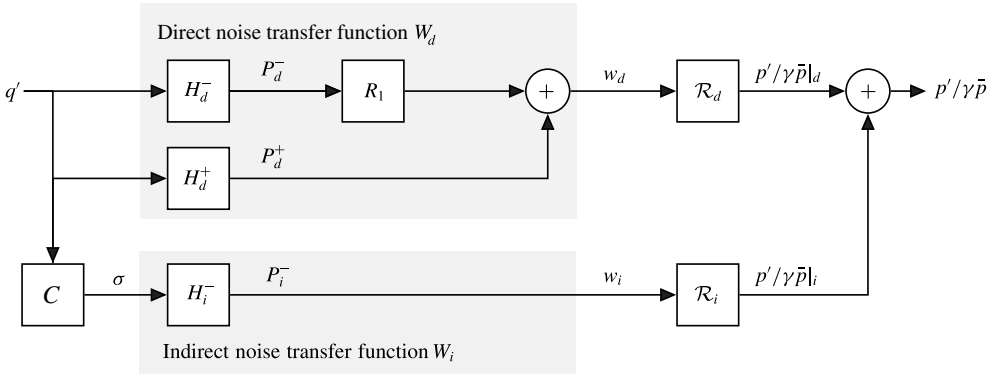 Direct noise transfer function W_d
q′
H_d^−
P_d^−
R_1
+
w_d
ℛ_d
p′/γp̄|_d
+
p′/γp̄
H_d^+
P_d^+
C
σ
H_i^−
P_i^−
w_i
ℛ_i
p′/γp̄|_i
Indirect noise transfer function W_i